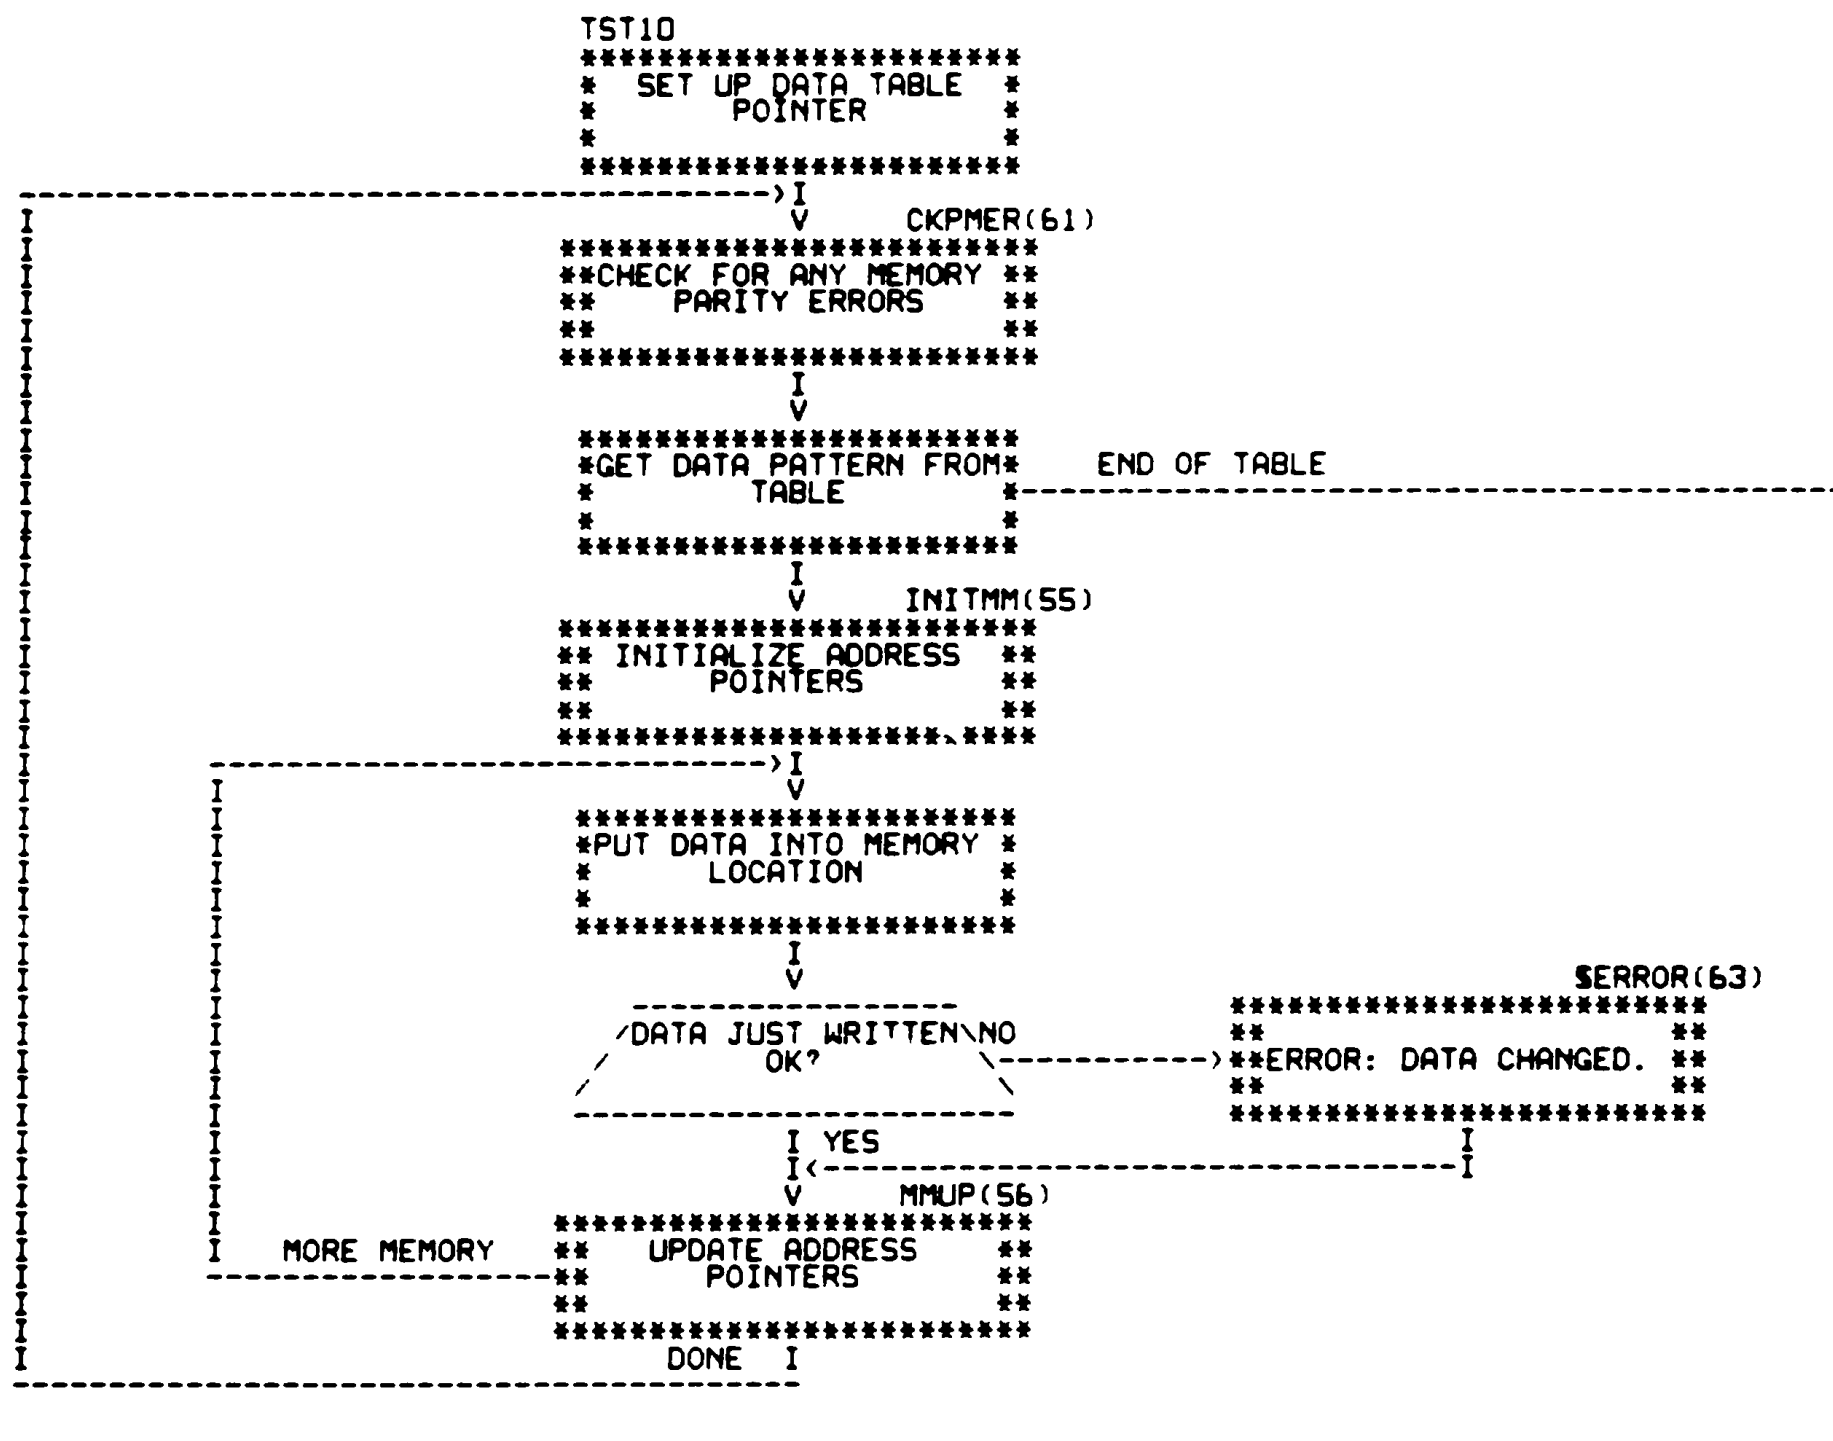 TST10
SET UP DATA TABLE
POINTER
CKPMER(61)
CHECK FOR ANY MEMORY
PARITY ERRORS
GET DATA PATTERN FROM
TABLE
END OF TABLE
INITMM(55)
INITIALIZE ADDRESS
POINTERS
PUT DATA INTO MEMORY
LOCATION
$ERROR(63)
DATA JUST WRITTEN NO
OK?
ERROR: DATA CHANGED.
YES
MMUP(56)
MORE MEMORY
UPDATE ADDRESS
POINTERS
DONE